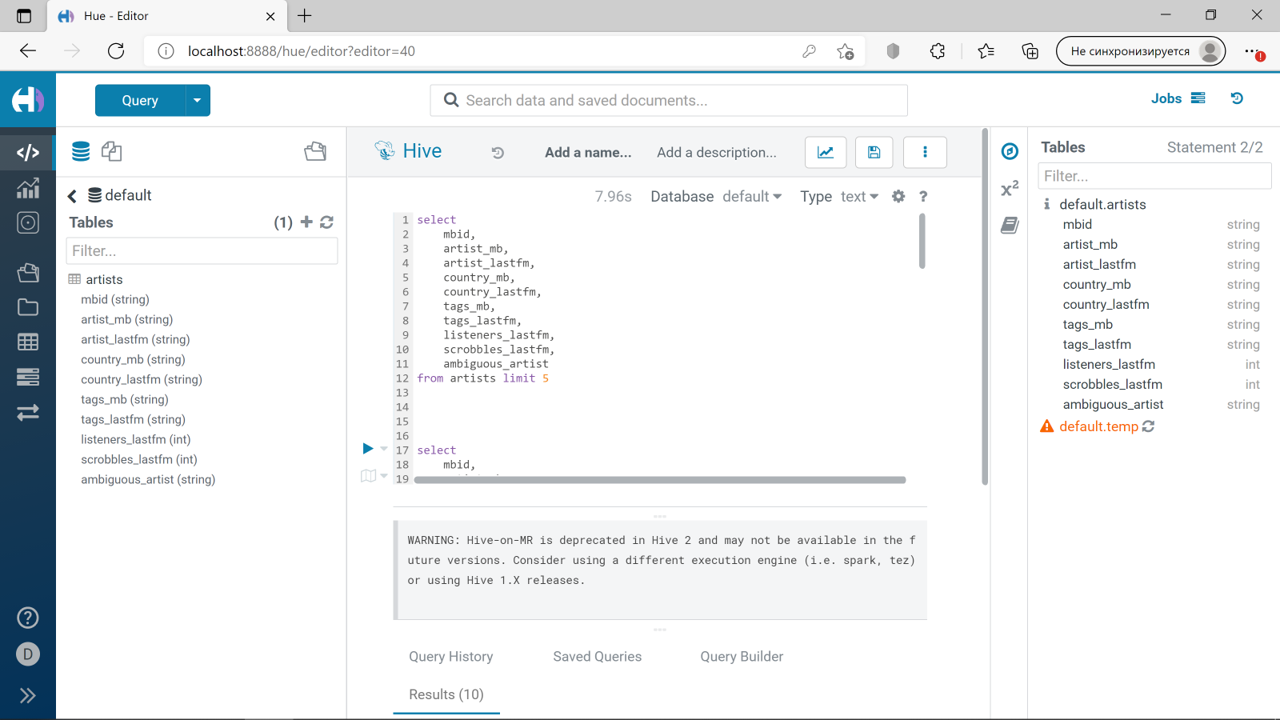 Hue - Editor
localhost:8888/hue/editor?editor=40
Не синхронизируется
Query
Search data and saved documents...
Jobs
default
Tables (1)
Filter...
artists
mbid (string)
artist_mb (string)
artist_lastfm (string)
country_mb (string)
country_lastfm (string)
tags_mb (string)
tags_lastfm (string)
listeners_lastfm (int)
scrobbles_lastfm (int)
ambiguous_artist (string)
D
Hive
Add a name...
Add a description...
7.96s Database default Type text ?
1 select
2 mbid,
3 artist_mb,
4 artist_lastfm,
5 country_mb,
6 country_lastfm,
7 tags_mb,
8 tags_lastfm,
9 listeners_lastfm,
10 scrobbles_lastfm,
11 ambiguous_artist
12 from artists limit 5
13
14
15
16
17 select
18 mbid,
19
WARNING: Hive-on-MR is deprecated in Hive 2 and may not be available in the f
uture versions. Consider using a different execution engine (i.e. spark, tez)
or using Hive 1.X releases.
Query History Saved Queries Query Builder
Results (10)
x²
Tables Statement 2/2
Filter...
default.artists
mbid string
artist_mb string
artist_lastfm string
country_mb string
country_lastfm string
tags_mb string
tags_lastfm string
listeners_lastfm int
scrobbles_lastfm int
ambiguous_artist string
default.temp